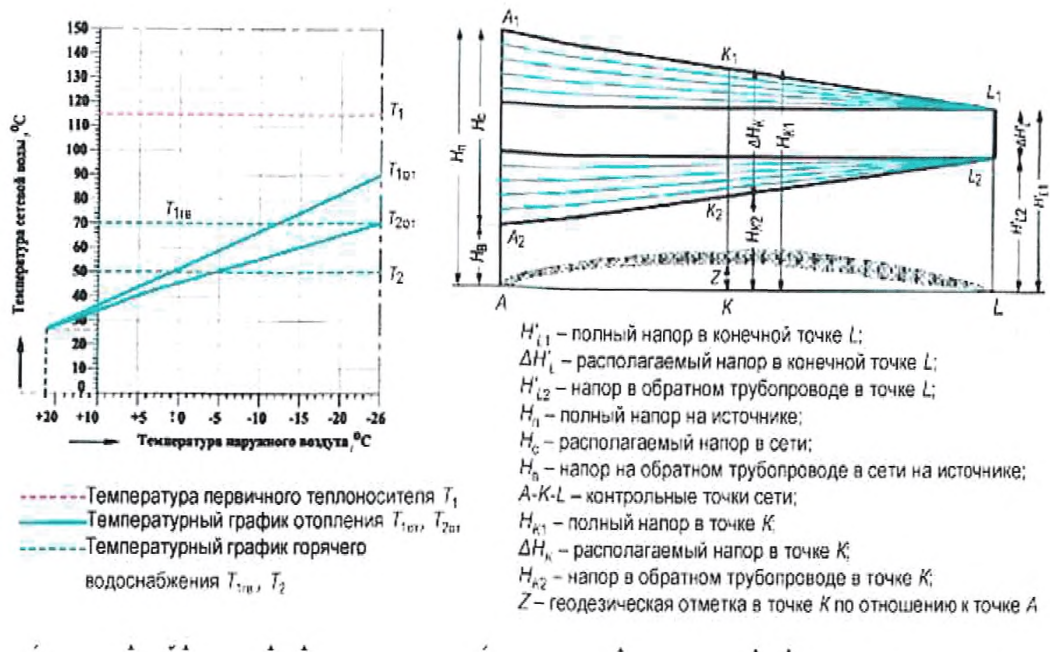 Температура сетевой воды, °C
150
140
130
120
110
100
90
80
70
60
50
40
30
20
10
0
+20 +10 +5 ±0 -5 -10 -15 -20 -26
Температура наружного воздуха, °C
T₁
T₁от
T₁гв
T₂от
T₂
Температура первичного теплоносителя T₁
Температурный график отопления T₁от, T₂от
Температурный график горячего
водоснабжения T₁гв, T₂
A₁
K₁
L₁
Hп
Hс
ΔHK
HK1
ΔH'L
L₂
K₂
A₂
Hв
HK2
H'L2
H'L1
Z
A K L
H'L1 – полный напор в конечной точке L;
ΔH'L – располагаемый напор в конечной точке L;
H'L2 – напор в обратном трубопроводе в точке L;
Hп – полный напор на источнике;
Hс – располагаемый напор в сети;
Hв – напор на обратном трубопроводе в сети на источнике;
A-K-L – контрольные точки сети;
HK1 – полный напор в точке K;
ΔHK – располагаемый напор в точке K;
HK2 – напор в обратном трубопроводе в точке K;
Z – геодезическая отметка в точке K по отношению к точке A